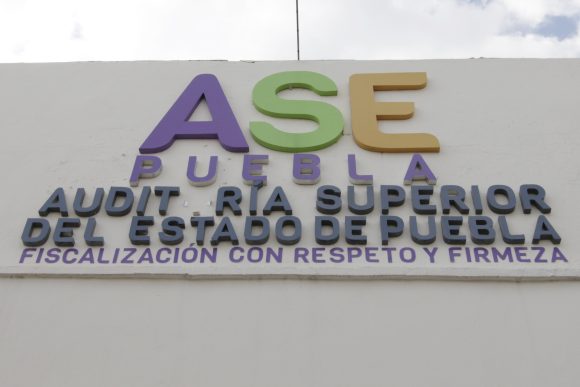 ASE
PUEBLA
AUDIT RÍA SUPERIOR
DEL ESTADO DE PUEBLA
FISCALIZACIÓN CON RESPETO Y FIRMEZA